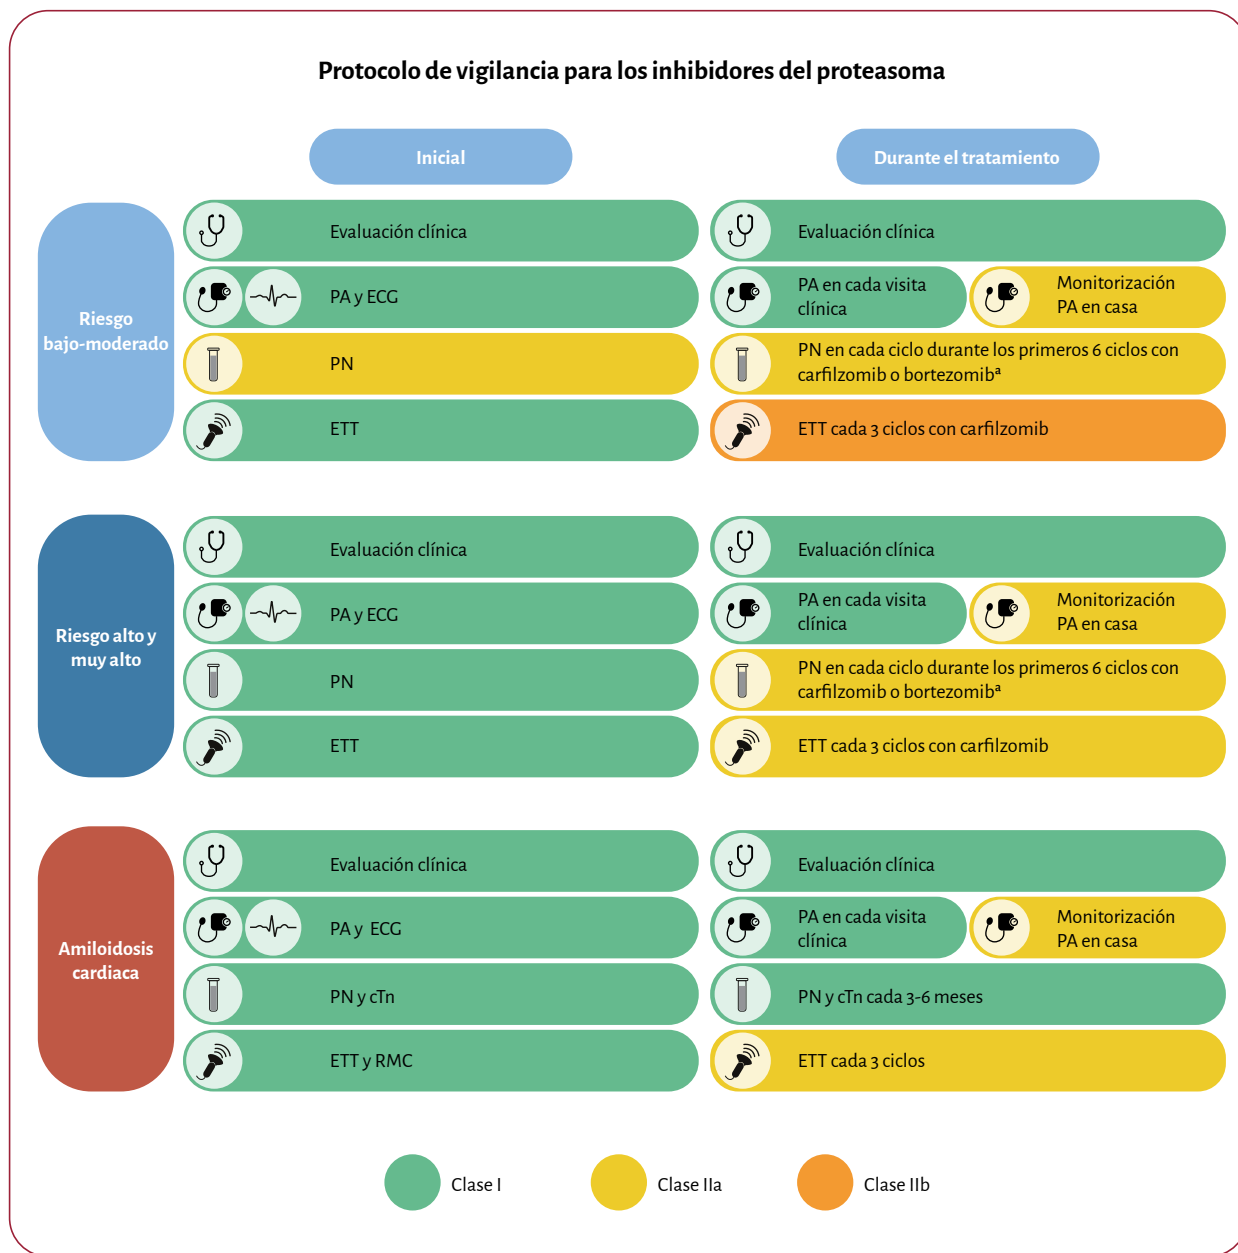 Protocolo de vigilancia para los inhibidores del proteasoma
Inicial
Durante el tratamiento
Riesgo
bajo-moderado
Evaluación clínica
Evaluación clínica
PA y ECG
PA en cada visita
clínica
Monitorización
PA en casa
PN
PN en cada ciclo durante los primeros 6 ciclos con
carfilzomib o bortezomibª
ETT
ETT cada 3 ciclos con carfilzomib
Riesgo alto y
muy alto
Evaluación clínica
Evaluación clínica
PA y ECG
PA en cada visita
clínica
Monitorización
PA en casa
PN
PN en cada ciclo durante los primeros 6 ciclos con
carfilzomib o bortezomibª
ETT
ETT cada 3 ciclos con carfilzomib
Amiloidosis
cardiaca
Evaluación clínica
Evaluación clínica
PA y ECG
PA en cada visita
clínica
Monitorización
PA en casa
PN y cTn
PN y cTn cada 3-6 meses
ETT y RMC
ETT cada 3 ciclos
Clase I
Clase IIa
Clase IIb